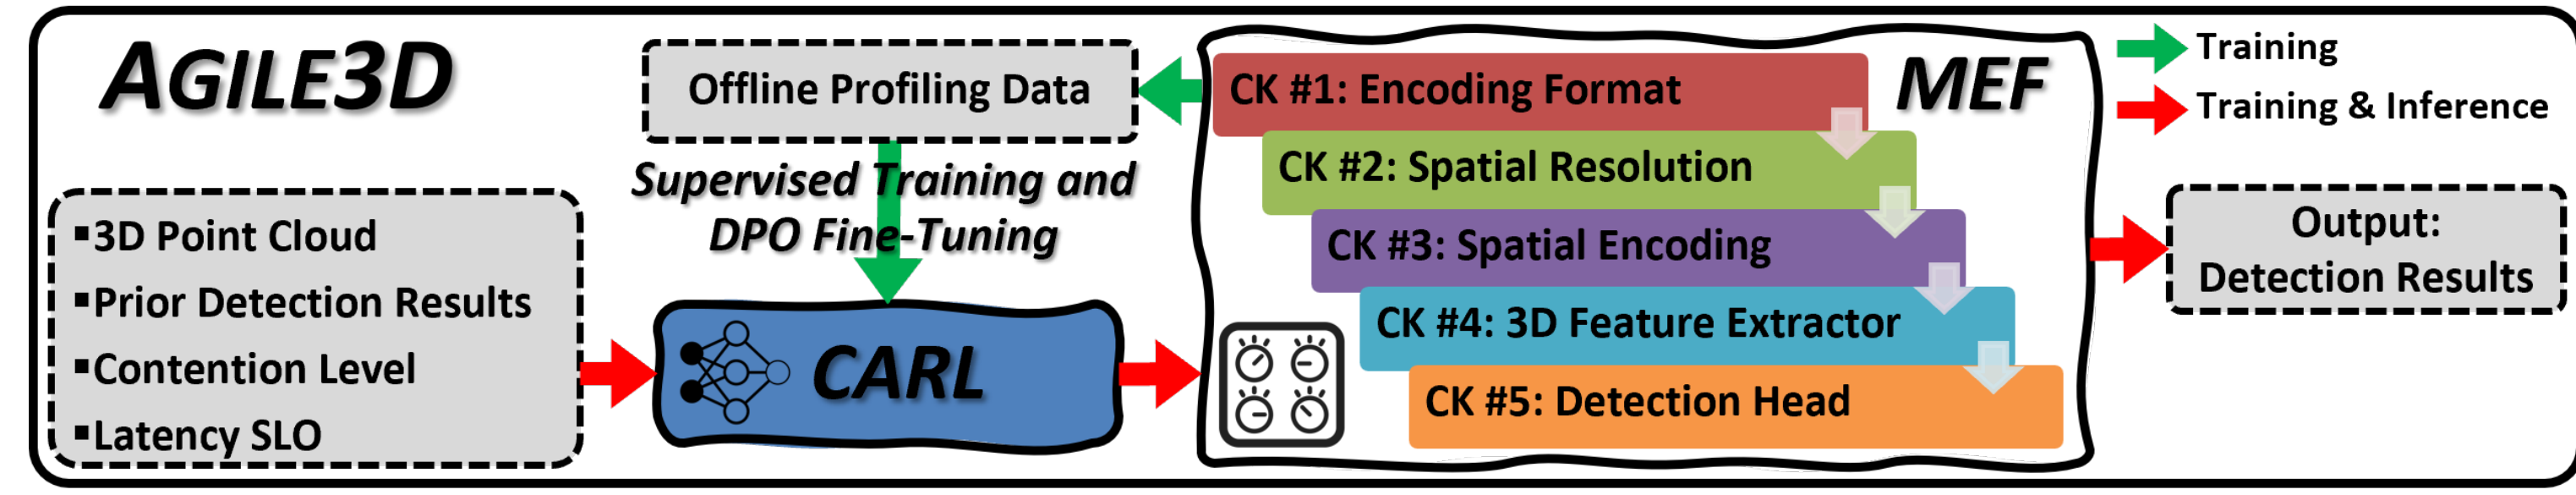 AGILE3D
▪3D Point Cloud
▪Prior Detection Results
▪Contention Level
▪Latency SLO
Offline Profiling Data
Supervised Training and
DPO Fine-Tuning
CARL
MEF
CK #1: Encoding Format
CK #2: Spatial Resolution
CK #3: Spatial Encoding
CK #4: 3D Feature Extractor
CK #5: Detection Head
Training
Training & Inference
Output:
Detection Results